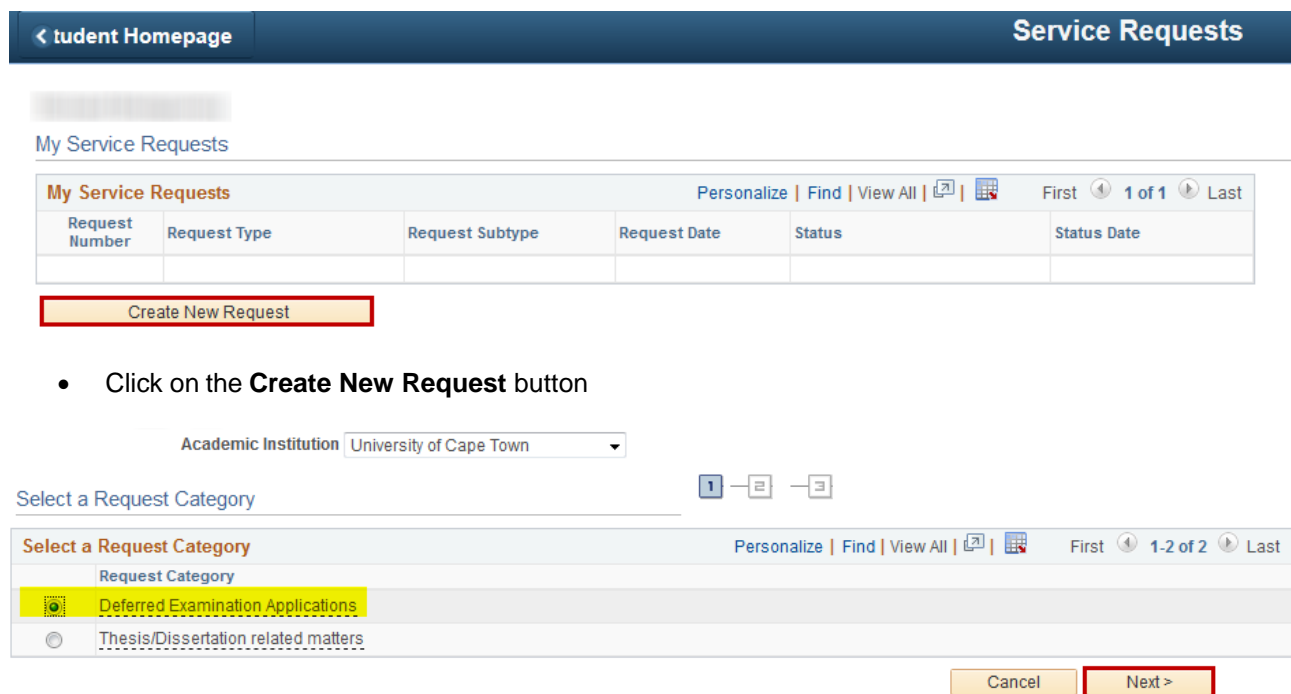 tudent Homepage Service Requests
My Service Requests
My Service Requests Personalize | Find | View All | | First 1 of 1 Last
Request Number Request Type Request Subtype Request Date Status Status Date
Create New Request
• Click on the Create New Request button
Academic Institution University of Cape Town
1 2 3
Select a Request Category
Select a Request Category Personalize | Find | View All | | First 1-2 of 2 Last
Request Category
Deferred Examination Applications
Thesis/Dissertation related matters
Cancel Next >